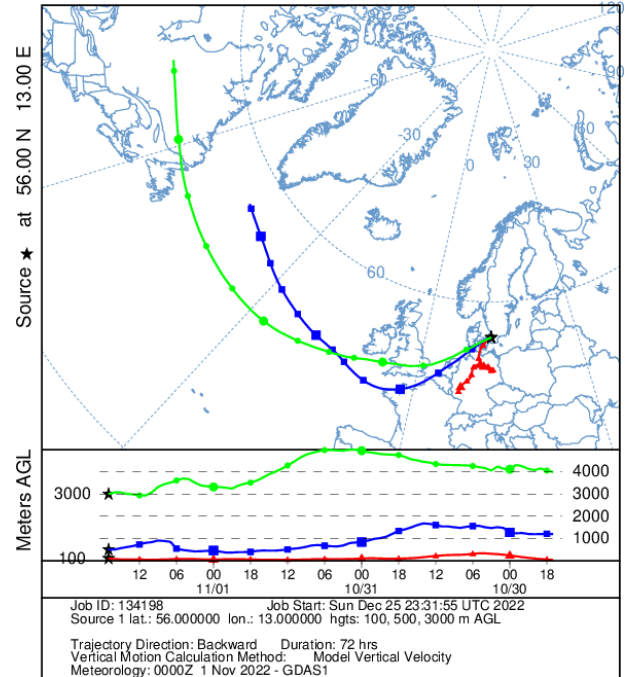 Source ★ at 56.00 N 13.00 E
120
90
60
60
-30
30
0
60
Meters AGL
4000
3000 3000
2000
1000
100
12 06 00 18 12 06 00 18 12 06 00 18
11/01 10/31 10/30
Job ID: 134198 Job Start: Sun Dec 25 23:31:55 UTC 2022
Source 1 lat.: 56.000000 lon.: 13.000000 hgts: 100, 500, 3000 m AGL
Trajectory Direction: Backward Duration: 72 hrs
Vertical Motion Calculation Method: Model Vertical Velocity
Meteorology: 0000Z 1 Nov 2022 - GDAS1